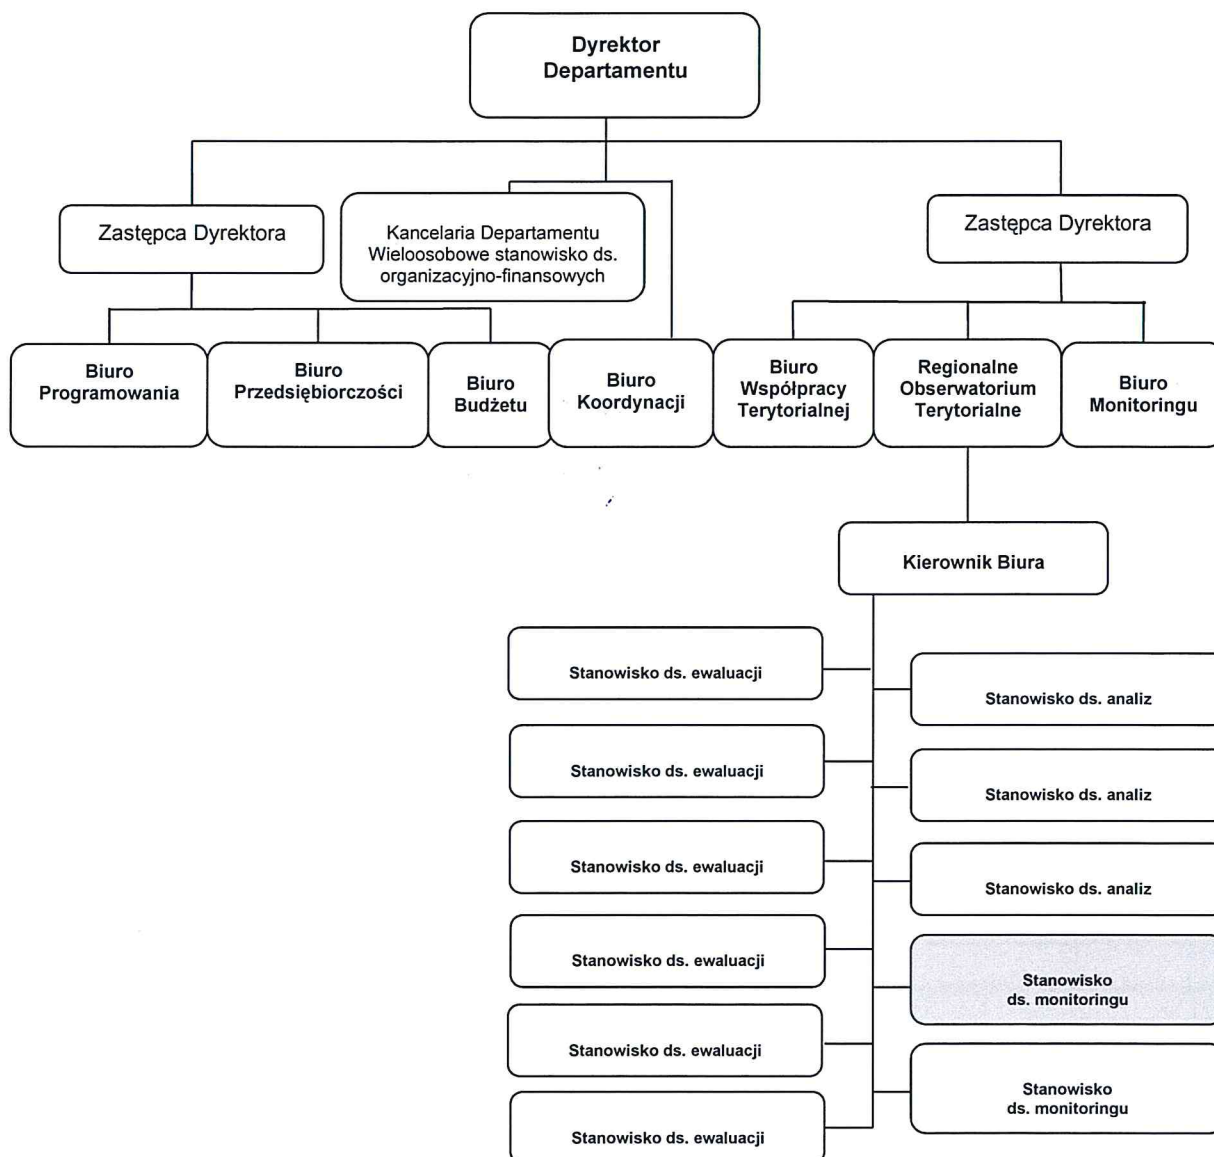 Dyrektor
Departamentu
Zastępca Dyrektora
Kancelaria Departamentu
Wieloosobowe stanowisko ds.
organizacyjno-finansowych
Zastępca Dyrektora
Biuro
Programowania
Biuro
Przedsiębiorczości
Biuro
Budżetu
Biuro
Koordynacji
Biuro
Współpracy
Terytorialnej
Regionalne
Obserwatorium
Terytorialne
Biuro
Monitoringu
Kierownik Biura
Stanowisko ds. ewaluacji
Stanowisko ds. analiz
Stanowisko ds. ewaluacji
Stanowisko ds. analiz
Stanowisko ds. ewaluacji
Stanowisko ds. analiz
Stanowisko ds. ewaluacji
Stanowisko
ds. monitoringu
Stanowisko ds. ewaluacji
Stanowisko
ds. monitoringu
Stanowisko ds. ewaluacji